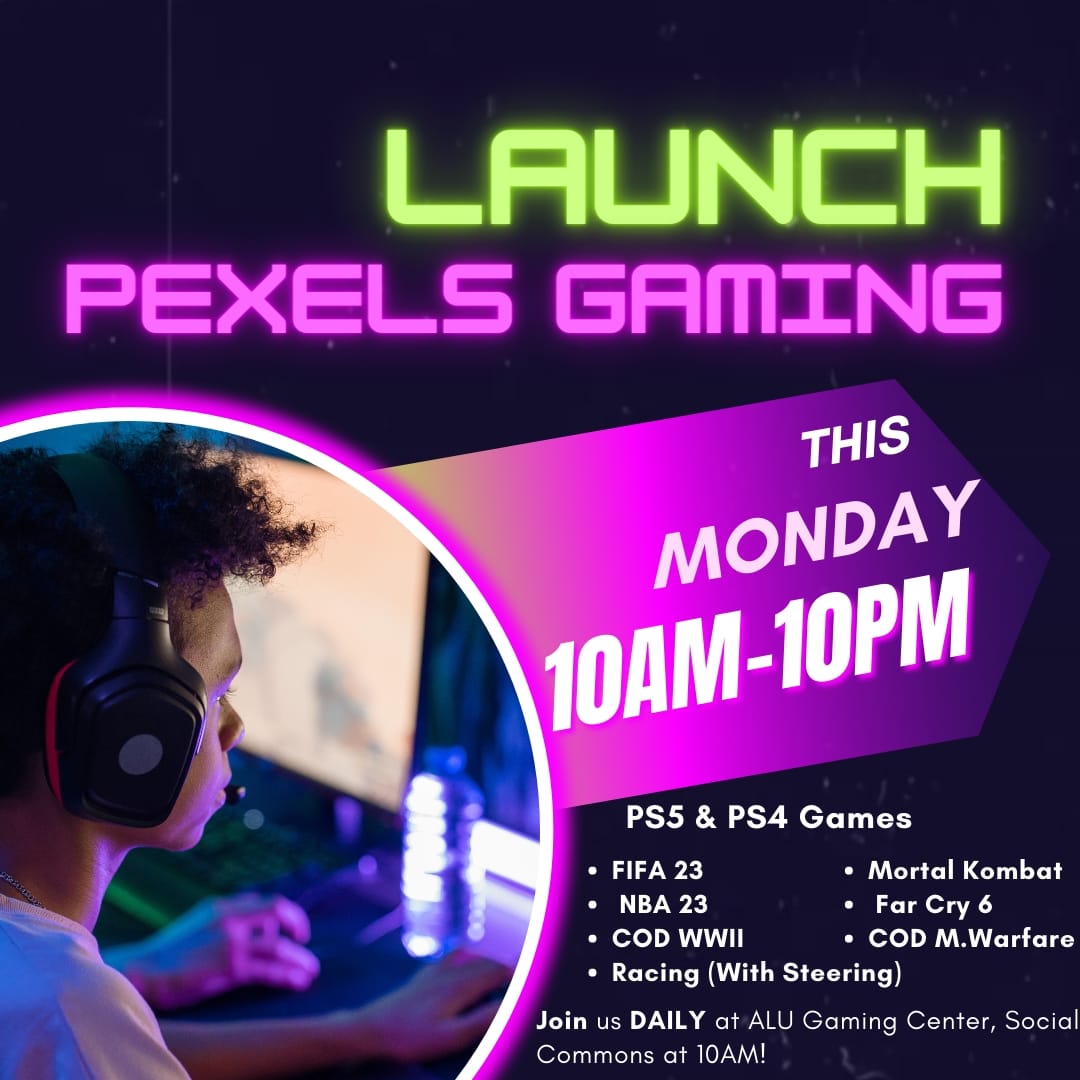 LAUNCH
PEXELS GAMING
THIS
MONDAY
10AM-10PM
PS5 & PS4 Games
• FIFA 23
• NBA 23
• COD WWII
• Racing (With Steering)
• Mortal Kombat
• Far Cry 6
• COD M.Warfare
Join us DAILY at ALU Gaming Center, Social
Commons at 10AM!